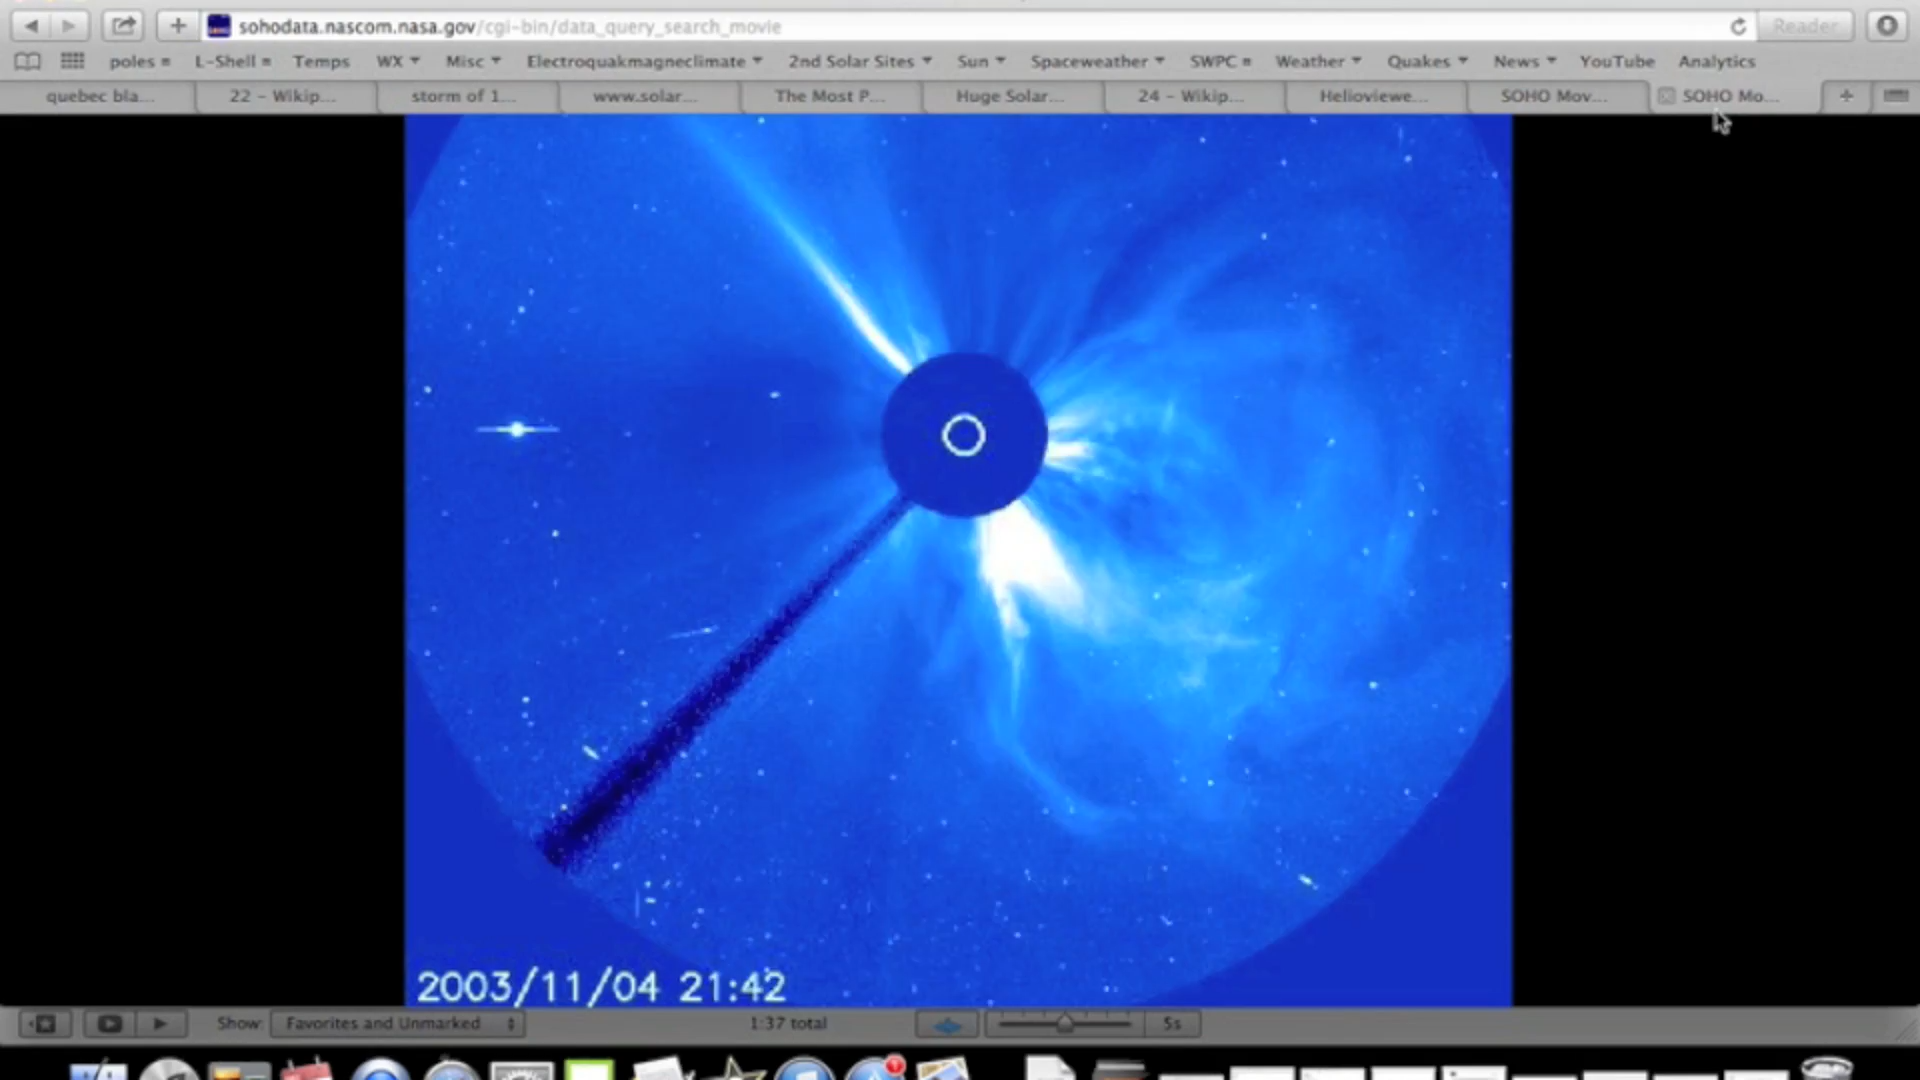 sohodata.nascom.nasa.gov/cgi-bin/data_query_search_movie Reader
poles L-Shell Temps WX Misc Electroquakmagneclimate 2nd Solar Sites Sun Spaceweather SWPC Weather Quakes News YouTube Analytics
quebec bla... 22 - Wikip... storm of 1... www.solar... The Most P... Huge Solar... 24 - Wikip... Helioviewe... SOHO Mov... SOHO Mo... +
2003/11/04 21:42
Show: Favorites and Unmarked 1:37 total 5s